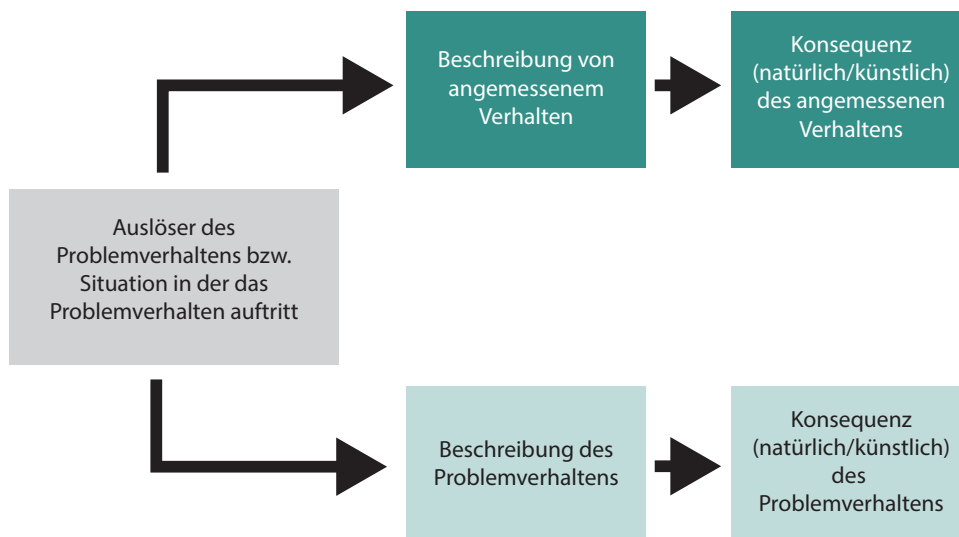 Beschreibung von
angemessenem
Verhalten
Konsequenz
(natürlich/künstlich)
des angemessenen
Verhaltens
Auslöser des
Problemverhaltens bzw.
Situation in der das
Problemverhalten auftritt
Beschreibung des
Problemverhaltens
Konsequenz
(natürlich/künstlich)
des
Problemverhaltens